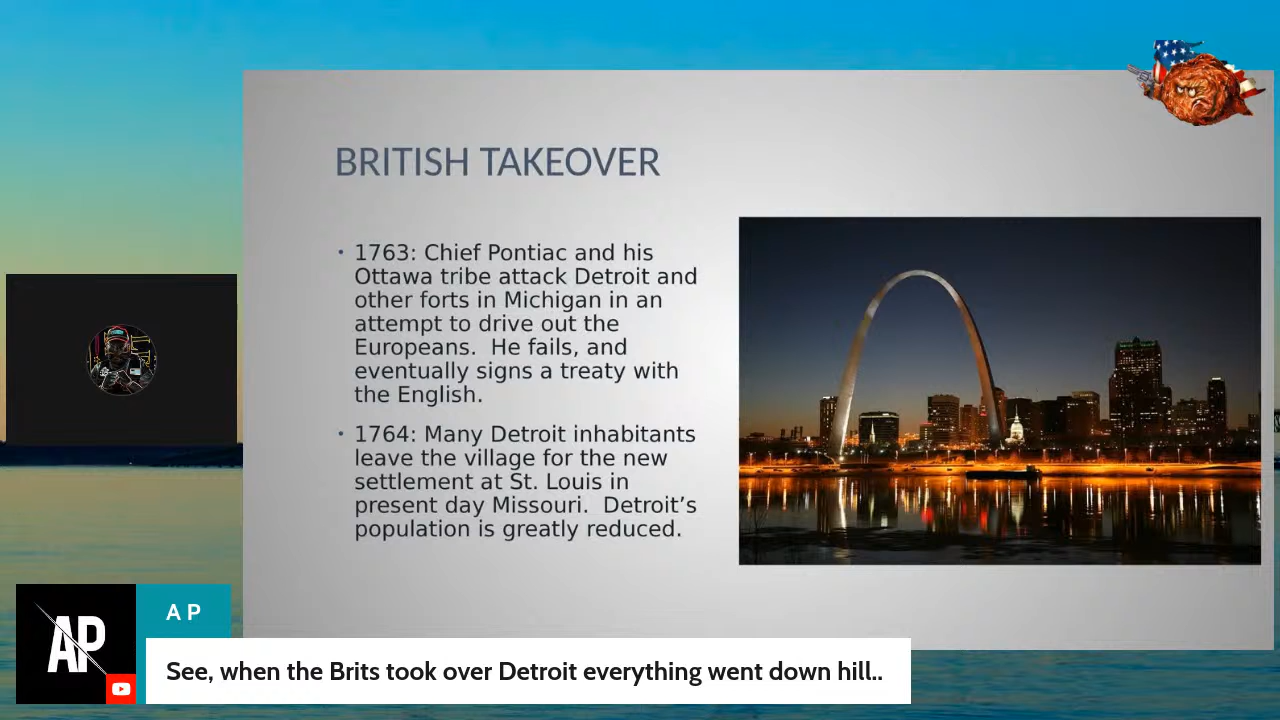 BRITISH TAKEOVER
• 1763: Chief Pontiac and his
Ottawa tribe attack Detroit and
other forts in Michigan in an
attempt to drive out the
Europeans.  He fails, and
eventually signs a treaty with
the English.
• 1764: Many Detroit inhabitants
leave the village for the new
settlement at St. Louis in
present day Missouri.  Detroit’s
population is greatly reduced.
AP
A P
See, when the Brits took over Detroit everything went down hill..